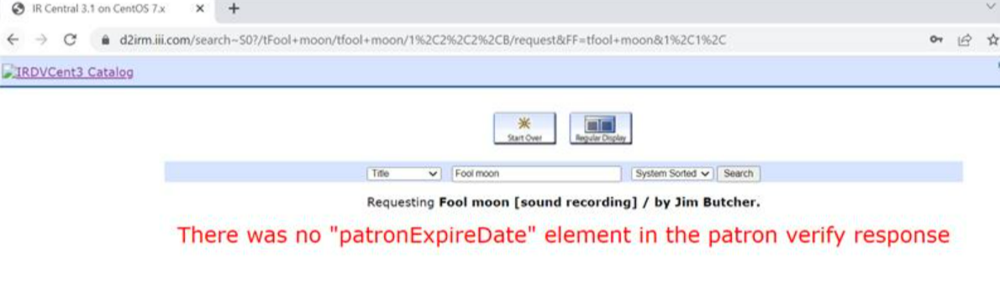 IR Central 3.1 on CentOS 7.x
d2irm.iii.com/search~S0?/tFool+moon/tfool+moon/1%2C2%2C2%2CB/request&FF=tfool+moon&1%2C1%2C
IRDVCent3 Catalog
Start Over Regular Display
Title Fool moon System Sorted Search
Requesting Fool moon [sound recording] / by Jim Butcher.
There was no "patronExpireDate" element in the patron verify response